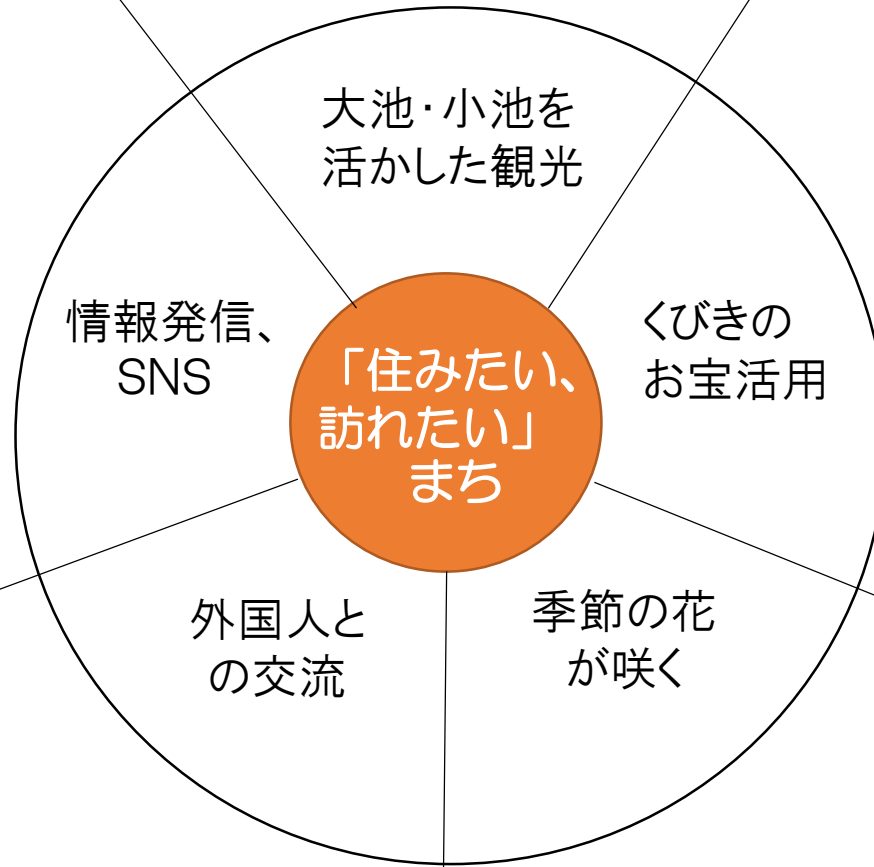 大池・小池を
活かした観光
情報発信、
SNS
くびきの
お宝活用
「住みたい、
訪れたい」
まち
外国人と
の交流
季節の花
が咲く